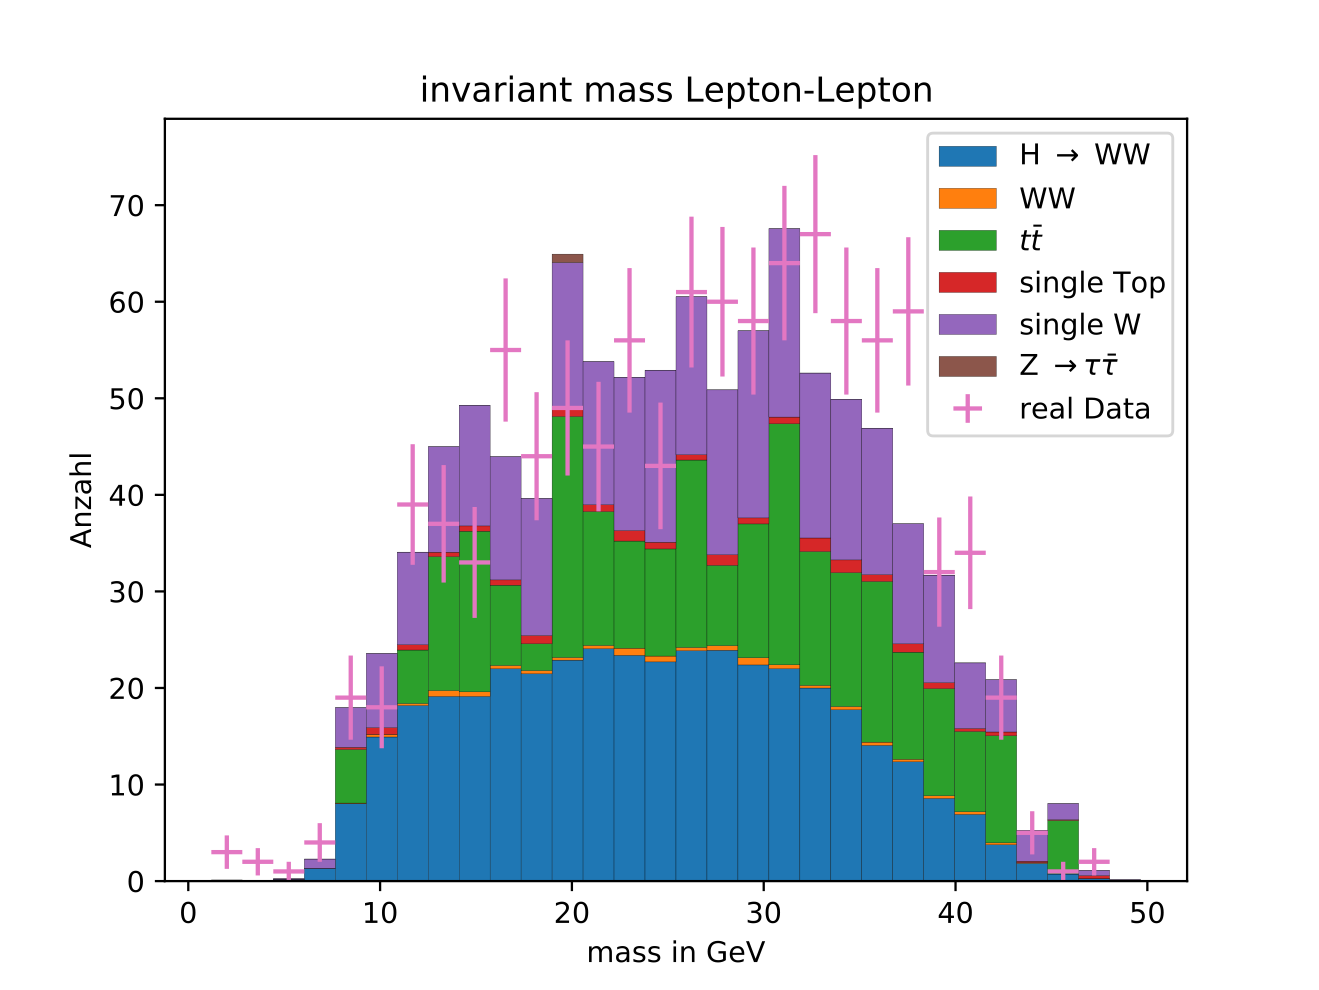 invariant mass Lepton-Lepton
H → WW
WW
tt̄
single Top
single W
Z → ττ̄
real Data
Anzahl
70
60
50
40
30
20
10
0
0 10 20 30 40 50
mass in GeV